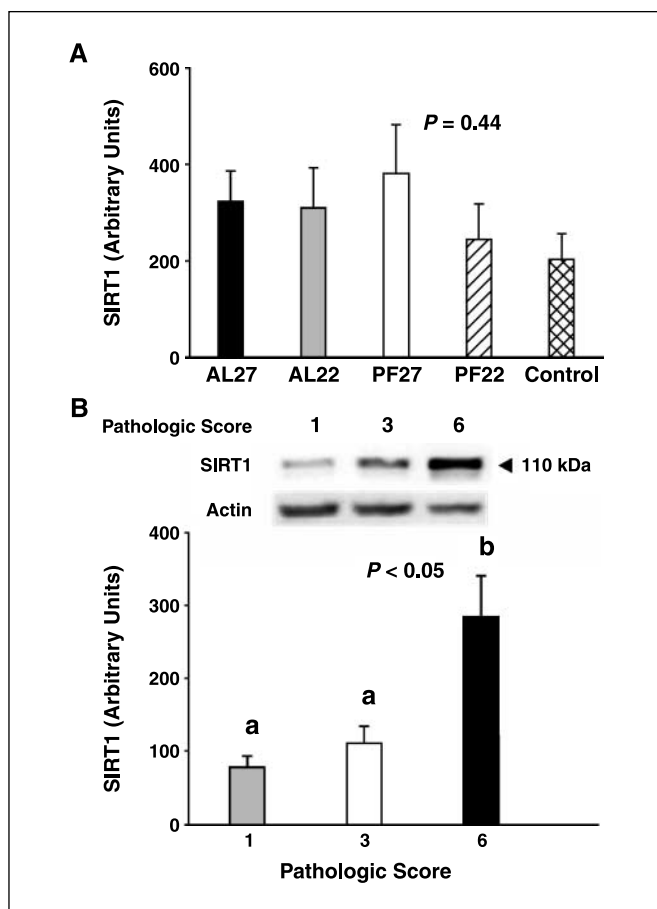 A
SIRT1 (Arbitrary Units)
600
400
200
0
P = 0.44
AL27 AL22 PF27 PF22 Control
B
Pathologic Score 1 3 6
SIRT1 110 kDa
Actin
SIRT1 (Arbitrary Units)
400
300
200
100
0
P < 0.05
a a b
1 3 6
Pathologic Score